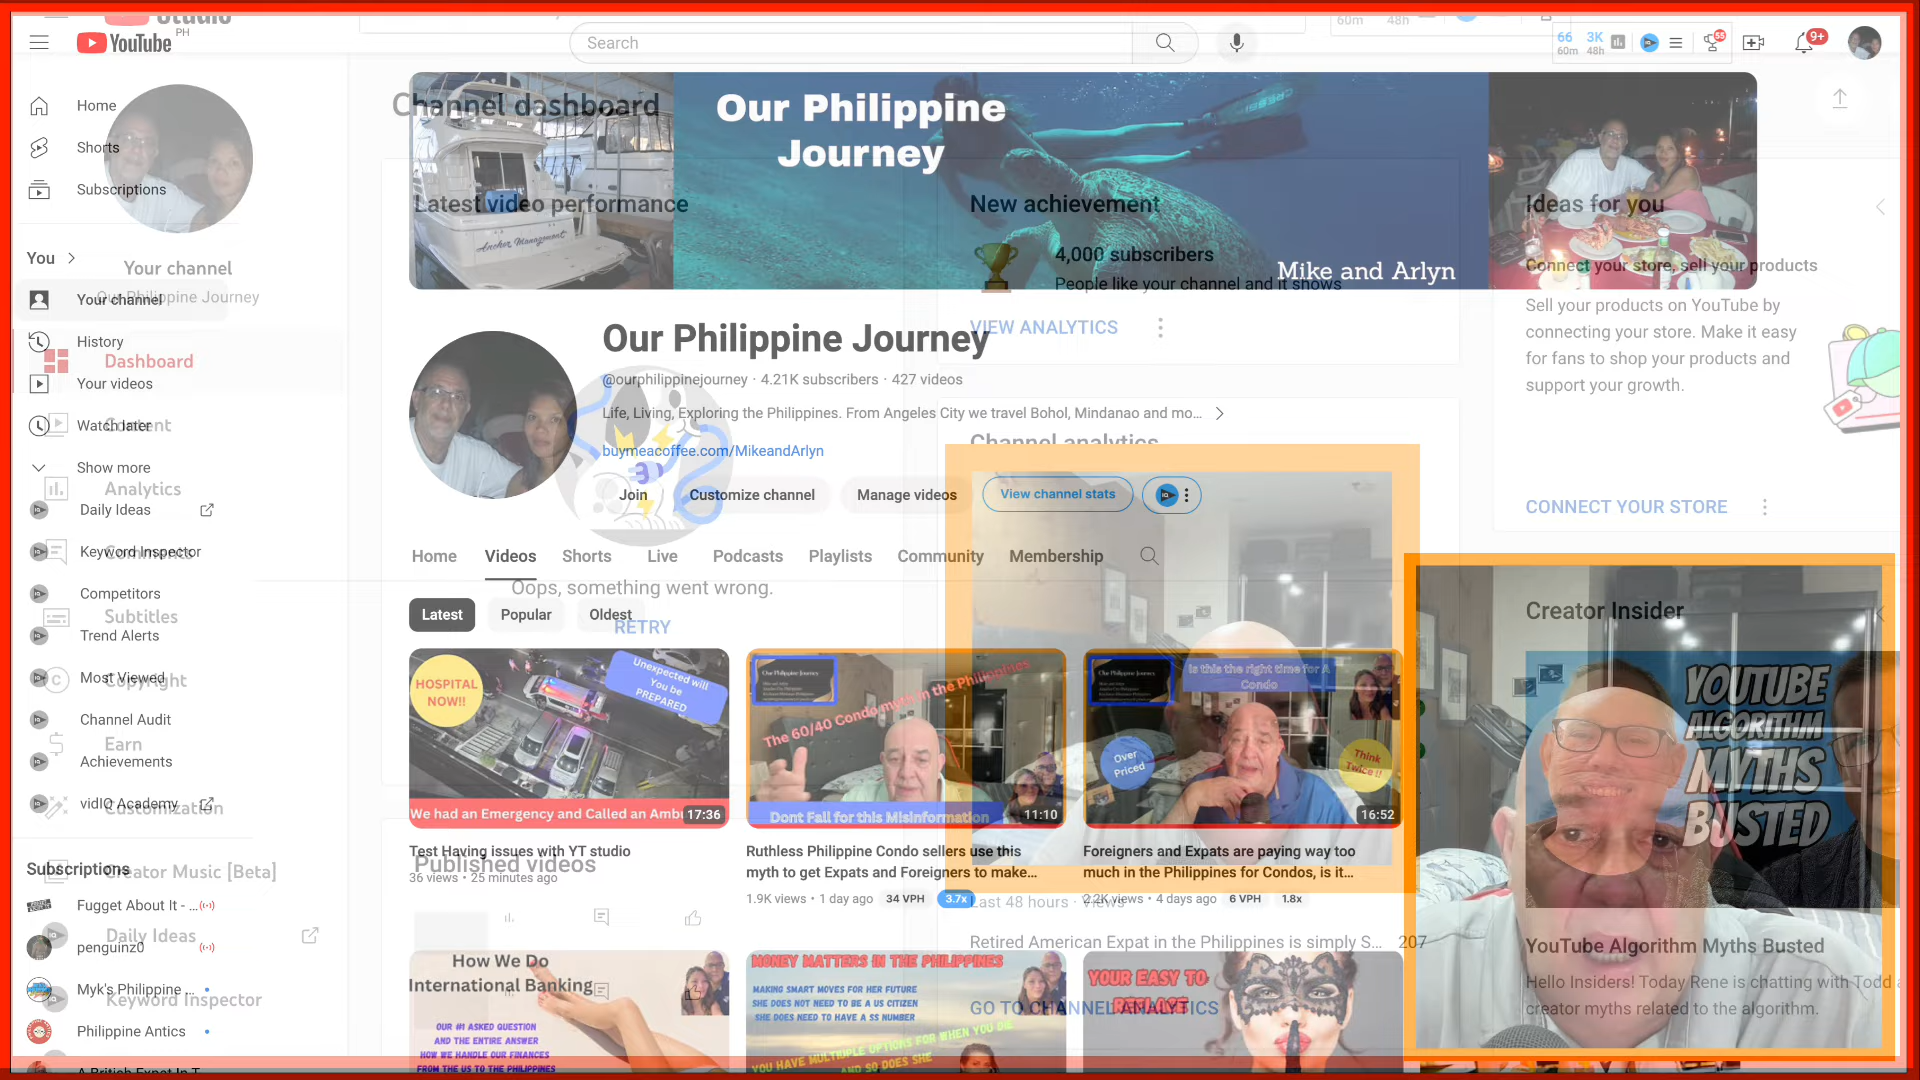 Studio
YouTube
PH
Search
60m
48h
66
3K
60m
48h
55
9+
Home
Shorts
Subscriptions
You
Your channel
Our Philippine Journey
Your channel
History
Dashboard
Your videos
Watch later
Content
Show more
Analytics
Daily Ideas
Keyword Inspector
Comments
Competitors
Subtitles
Trend Alerts
Most Viewed
Copyright
Channel Audit
Earn
Achievements
vidIQ Academy
Customization
Subscriptions
Creator Music [Beta]
Fugget About It - ...
Daily Ideas
penguinz0
Myk's Philippine ...
Keyword Inspector
Philippine Antics
A British Expat In T
Channel dashboard
Our Philippine
Journey
Anchor Management
Mike and Arlyn
Latest video performance
New achievement
4,000 subscribers
People like your channel and it shows
VIEW ANALYTICS
Ideas for you
Connect your store, sell your products
Sell your products on YouTube by
connecting your store. Make it easy
for fans to shop your products and
support your growth.
CONNECT YOUR STORE
Our Philippine Journey
@ourphilippinejourney · 4.21K subscribers · 427 videos
Life, Living, Exploring the Philippines. From Angeles City we travel Bohol, Mindanao and mo...
buymeacoffee.com/MikeandArlyn
Channel analytics
Join
Customize channel
Manage videos
View channel stats
Home
Videos
Shorts
Live
Podcasts
Playlists
Community
Membership
Oops, something went wrong.
RETRY
Latest
Popular
Oldest
HOSPITAL
NOW!!
Unexpected will
You be
PREPARED
We had an Emergency and Called an Ambu
17:36
Test Having issues with YT studio
36 views • 25 minutes ago
Our Philippine Journey
The 60/40 Condo myth in the Philippines
Dont Fall for this Misinformation
11:10
Ruthless Philippine Condo sellers use this
myth to get Expats and Foreigners to make...
1.9K views • 1 day ago
34 VPH
3.7x
Our Philippine Journey
Is this the right time for A
Condo
Over
Priced
Think
Twice !!
16:52
Foreigners and Expats are paying way too
much in the Philippines for Condos, is it...
2.2K views • 4 days ago
6 VPH
1.8x
Published videos
Last 48 hours · Views
Retired American Expat in the Philippines is simply S...
207
GO TO CHANNEL ANALYTICS
How We Do
International Banking
OUR #1 ASKED QUESTION
AND THE ENTIRE ANSWER
HOW WE HANDLE OUR FINANCES
FROM THE US TO THE PHILIPPINES
MONEY MATTERS IN THE PHILIPPINES
MAKING SMART MOVES FOR HER FUTURE
SHE DOES NOT NEED TO BE A US CITIZEN
SHE DOES NEED TO HAVE A SS NUMBER
YOU HAVE MULTIPLE OPTIONS FOR WHEN YOU DIE
AND SO DOES SHE
YOUR EASY TO
REPLACE
Creator Insider
YOUTUBE
ALGORITHM
MYTHS
BUSTED
YouTube Algorithm Myths Busted
Hello Insiders! Today Rene is chatting with Todd a
creator myths related to the algorithm.